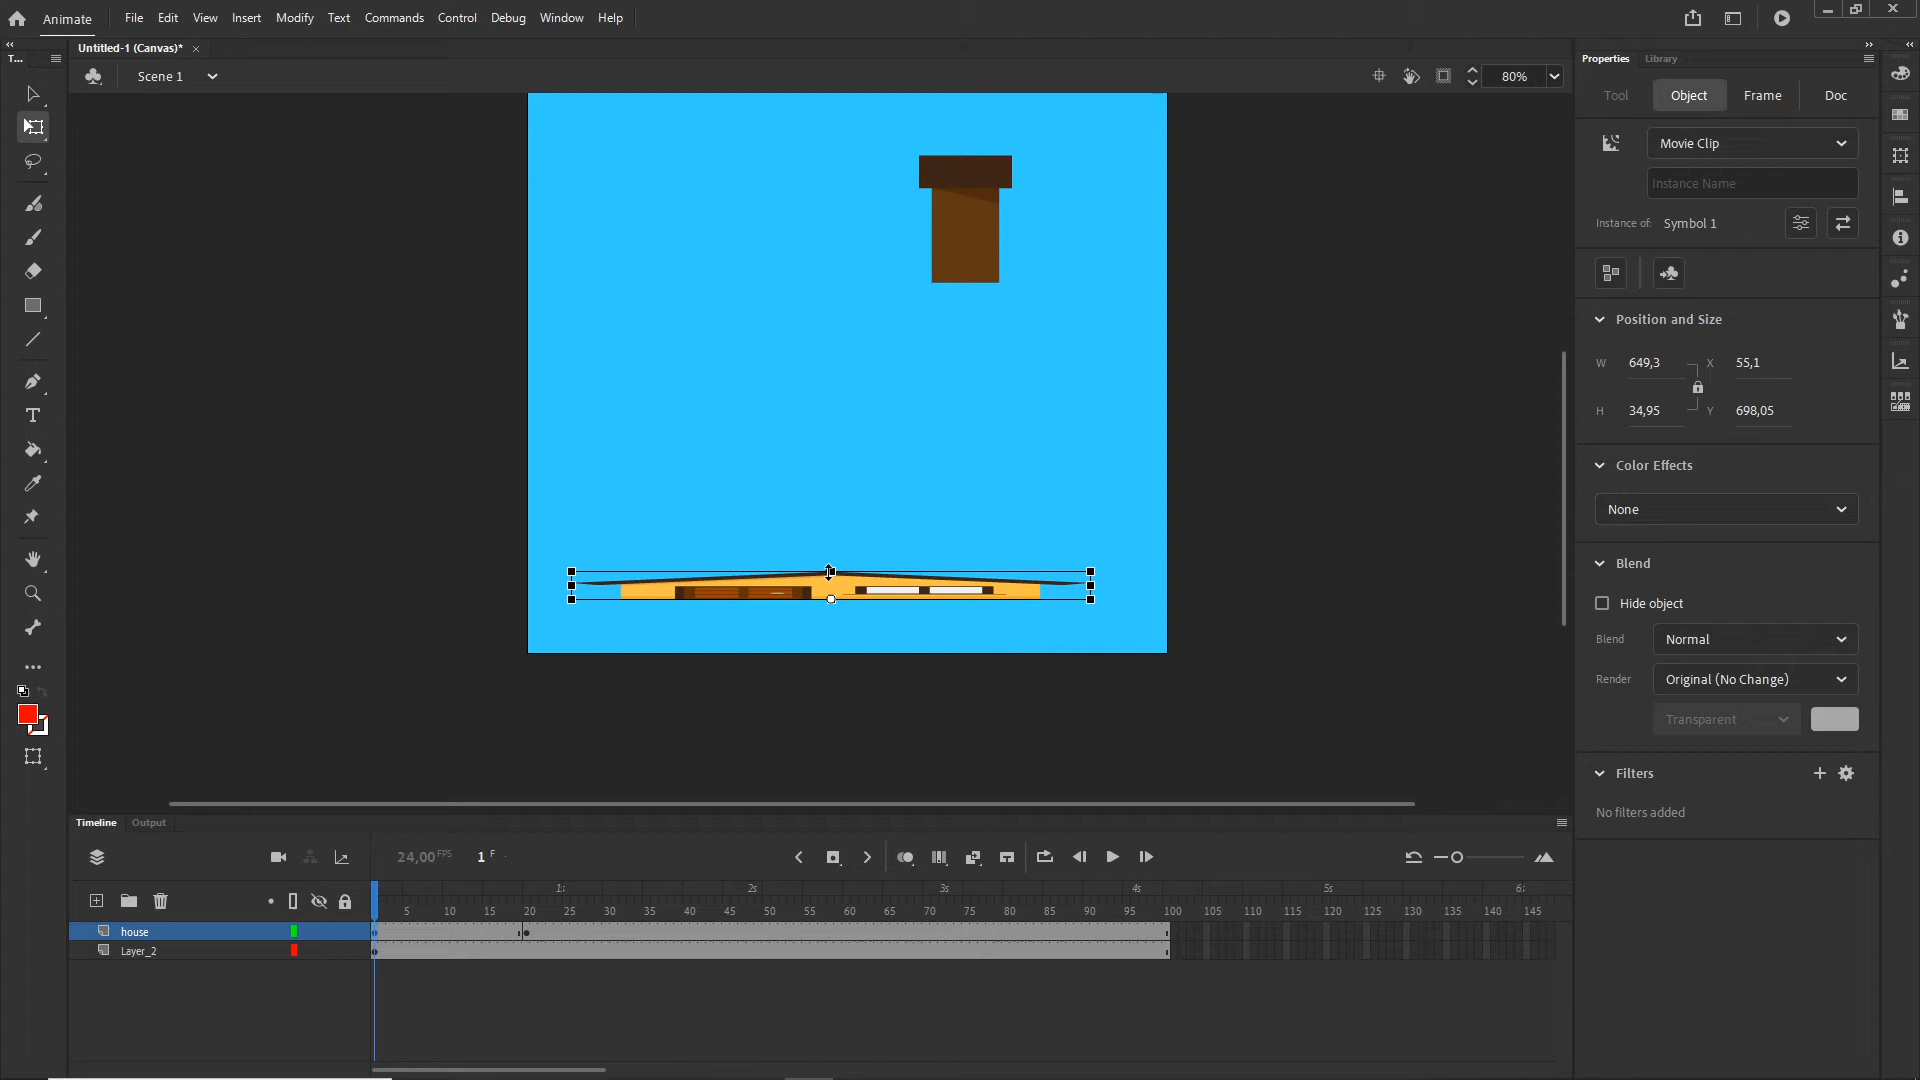 Animate File Edit View Insert Modify Text Commands Control Debug Window Help
Untitled-1 (Canvas)* ×
Scene 1
80%
T...
Properties Library
Tool Object Frame Doc
Movie Clip
Instance Name
Instance of: Symbol 1
Position and Size
W 649,3 X 55,1
H 34,95 Y 698,05
Color Effects
None
Blend
Hide object
Blend Normal
Render Original (No Change)
Transparent
Filters
No filters added
Timeline Output
24,00 FPS 1 F
1s 2s 3s 4s 5s 6s
5 10 15 20 25 30 35 40 45 50 55 60 65 70 75 80 85 90 95 100 105 110 115 120 125 130 135 140 145
house
Layer_2